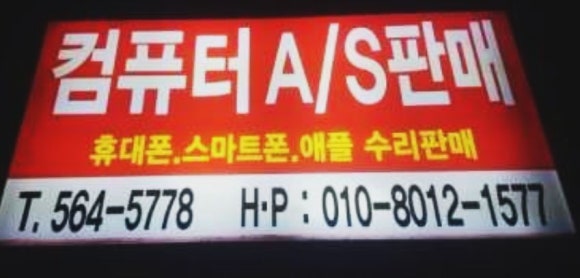 컴퓨터 A/S판매
휴대폰.스마트폰.애플 수리판매
T. 564-5778 H·P : 010-8012-1577